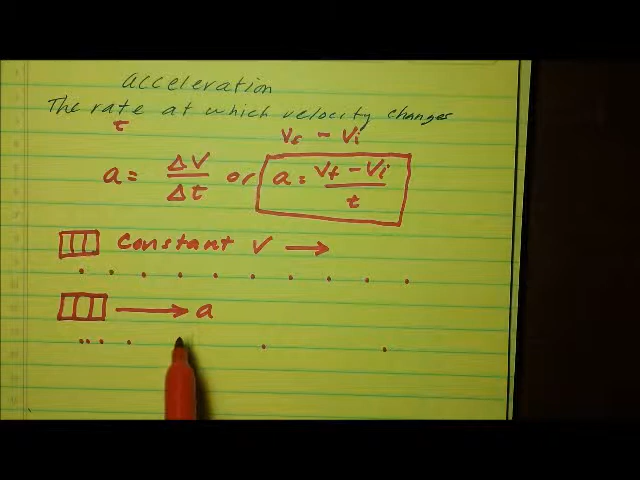 acceleration
The rate at which velocity changes
t Vf - Vi
a = ΔV/Δt or a = Vf - Vi/t
Constant V →
→ a